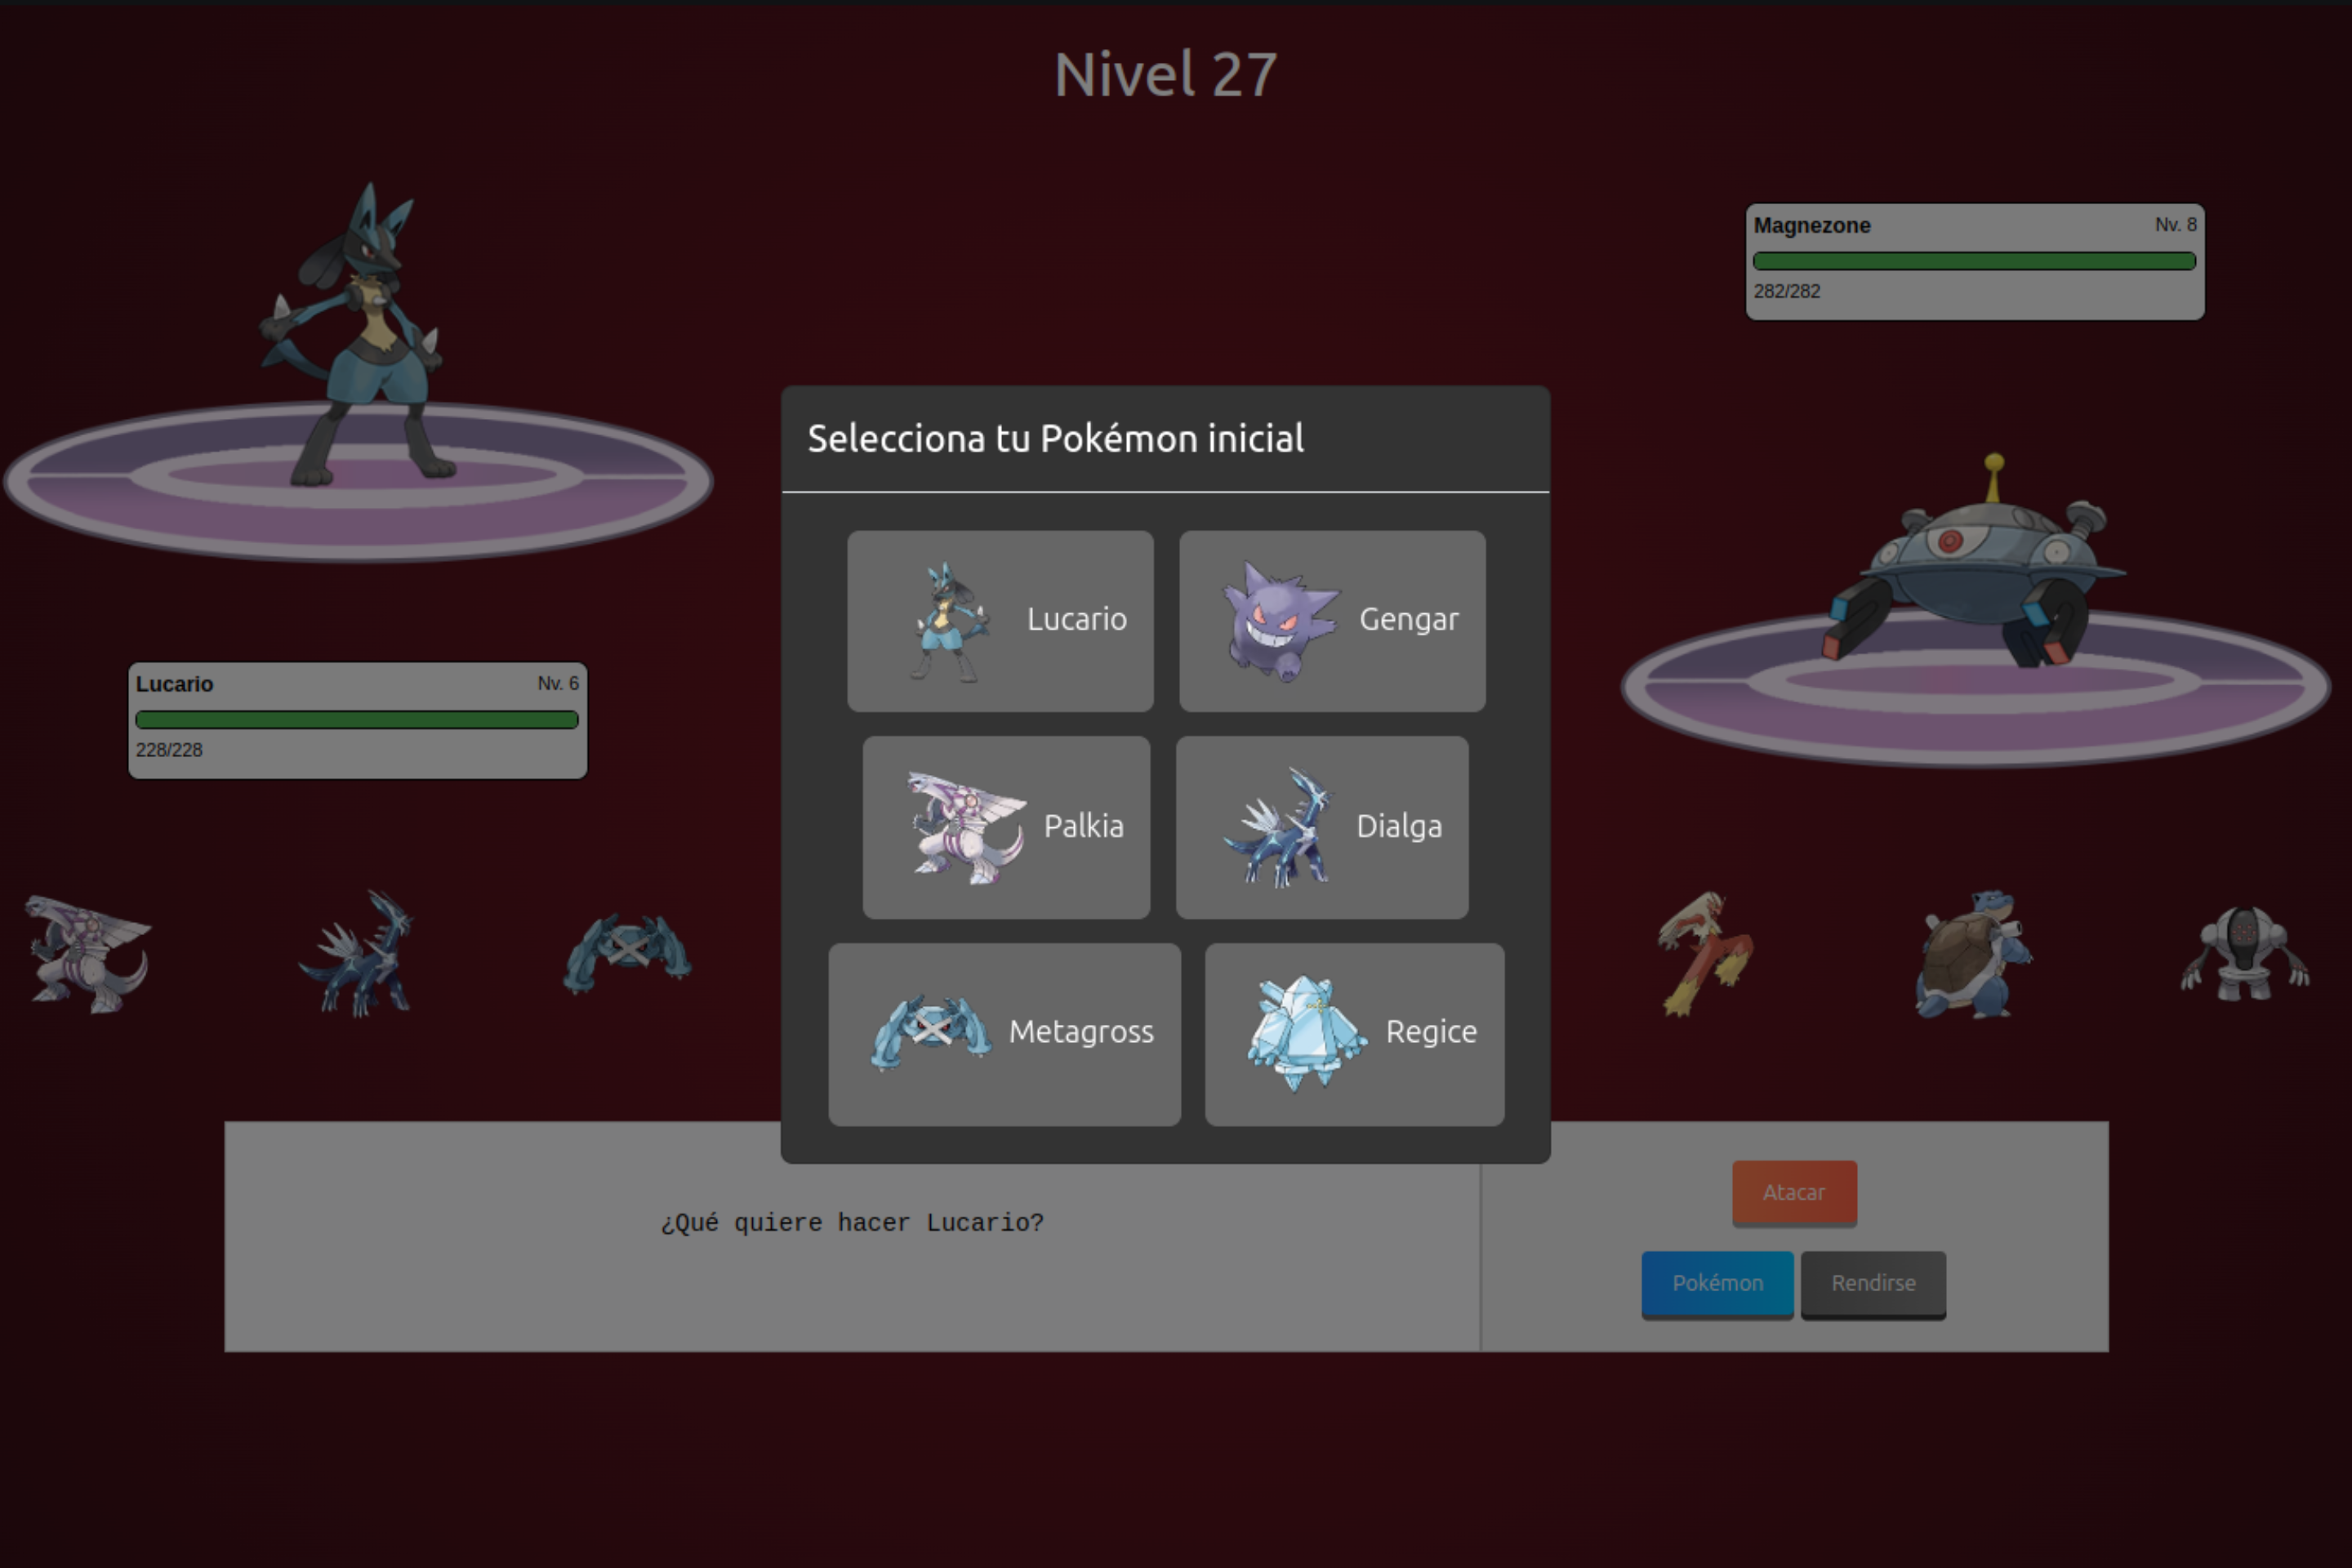 Nivel 27
Magnezone Nv. 8
282/282
Selecciona tu Pokémon inicial
Lucario Gengar
Lucario Nv. 6
228/228
Palkia Dialga
Metagross Regice
¿Qué quiere hacer Lucario?
Atacar
Pokémon Rendirse